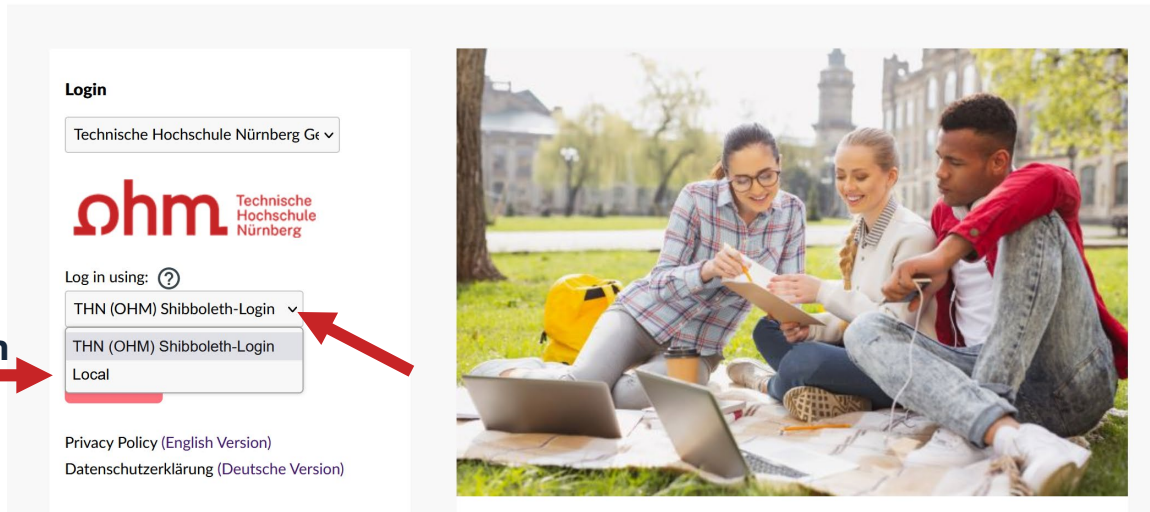 Login
Technische Hochschule Nürnberg Ge
ohm Technische
Hochschule
Nürnberg
Log in using: ?
THN (OHM) Shibboleth-Login
THN (OHM) Shibboleth-Login
Local
Privacy Policy (English Version)
Datenschutzerklärung (Deutsche Version)